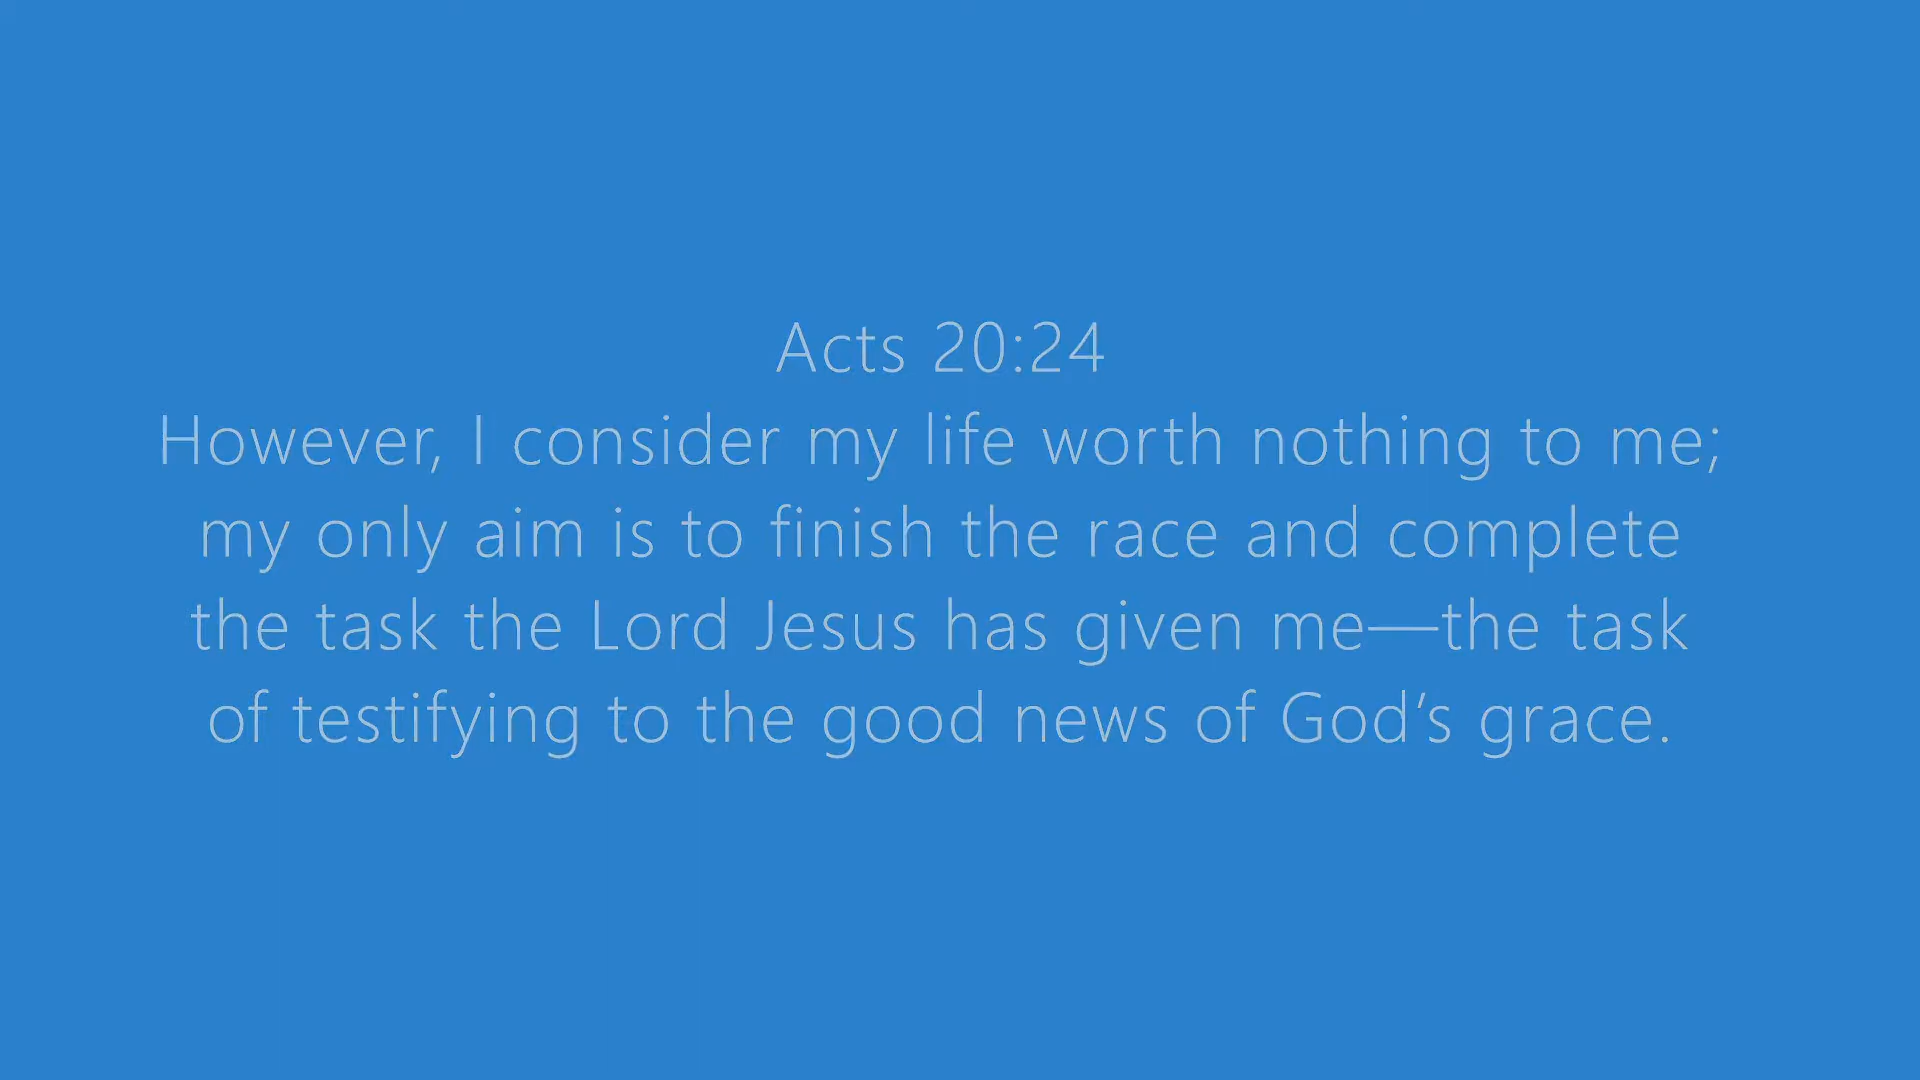 Acts 20:24
However, I consider my life worth nothing to me;
my only aim is to finish the race and complete
the task the Lord Jesus has given me—the task
of testifying to the good news of God’s grace.